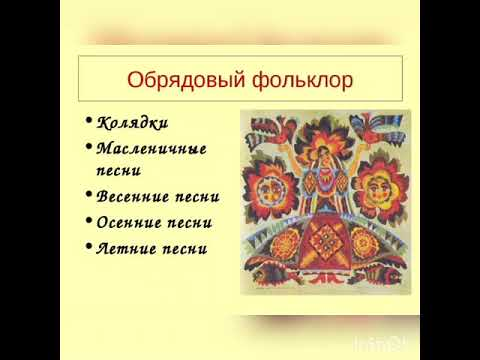 Обрядовый фольклор
• Колядки
• Масленичные
песни
• Весенние песни
• Осенние песни
• Летние песни